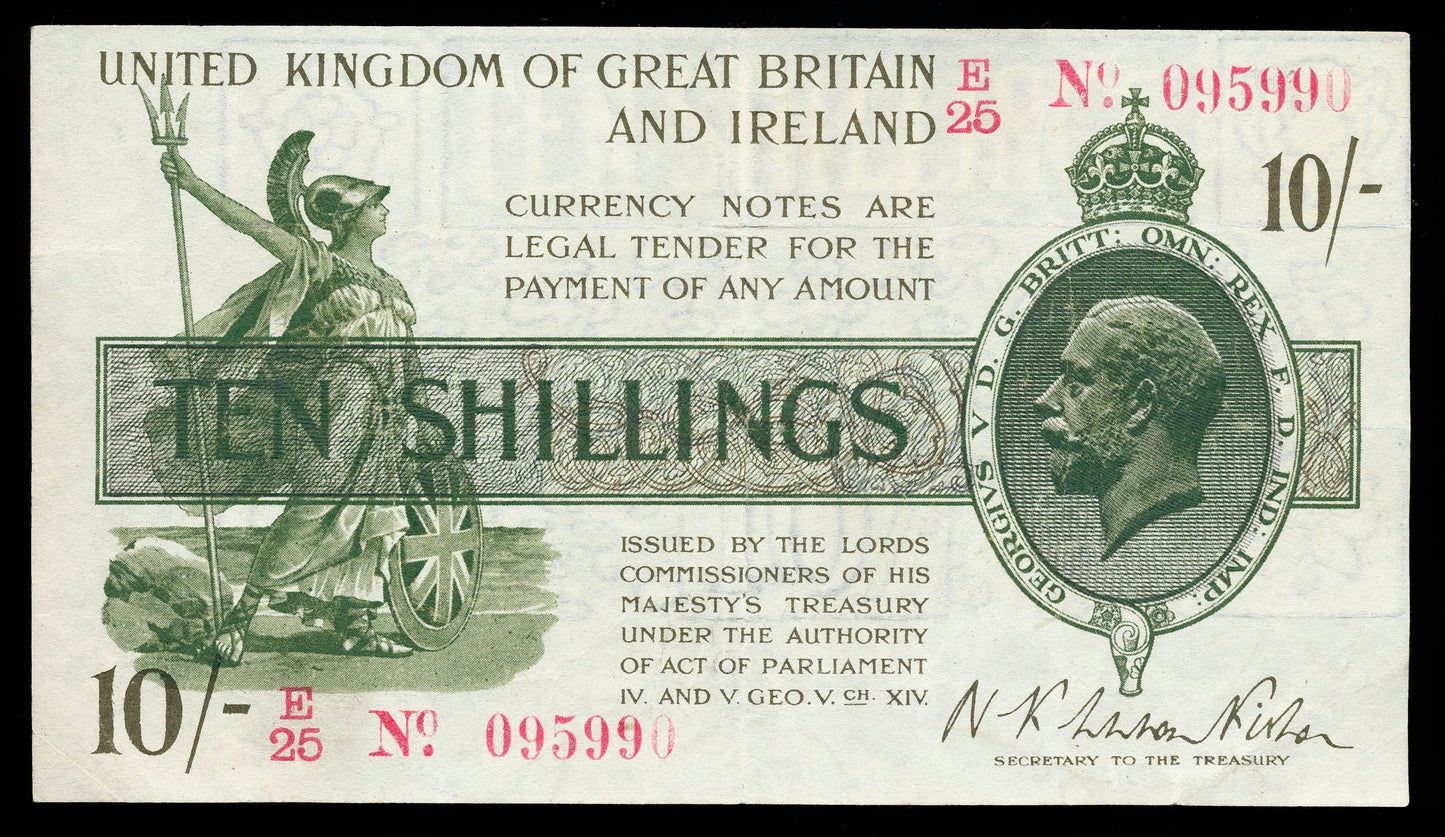 UNITED KINGDOM OF GREAT BRITAIN
AND IRELAND
E
25
Nº. 095990
10/-
CURRENCY NOTES ARE
LEGAL TENDER FOR THE
PAYMENT OF ANY AMOUNT
TEN SHILLINGS
GEORGIVS V D. G. BRITT: OMN: REX F. D. IND: IMP:
ISSUED BY THE LORDS
COMMISSIONERS OF HIS
MAJESTY'S TREASURY
UNDER THE AUTHORITY
OF ACT OF PARLIAMENT
IV. AND V. GEO. V. CH. XIV.
10/-
E
25
Nº. 095990
SECRETARY TO THE TREASURY